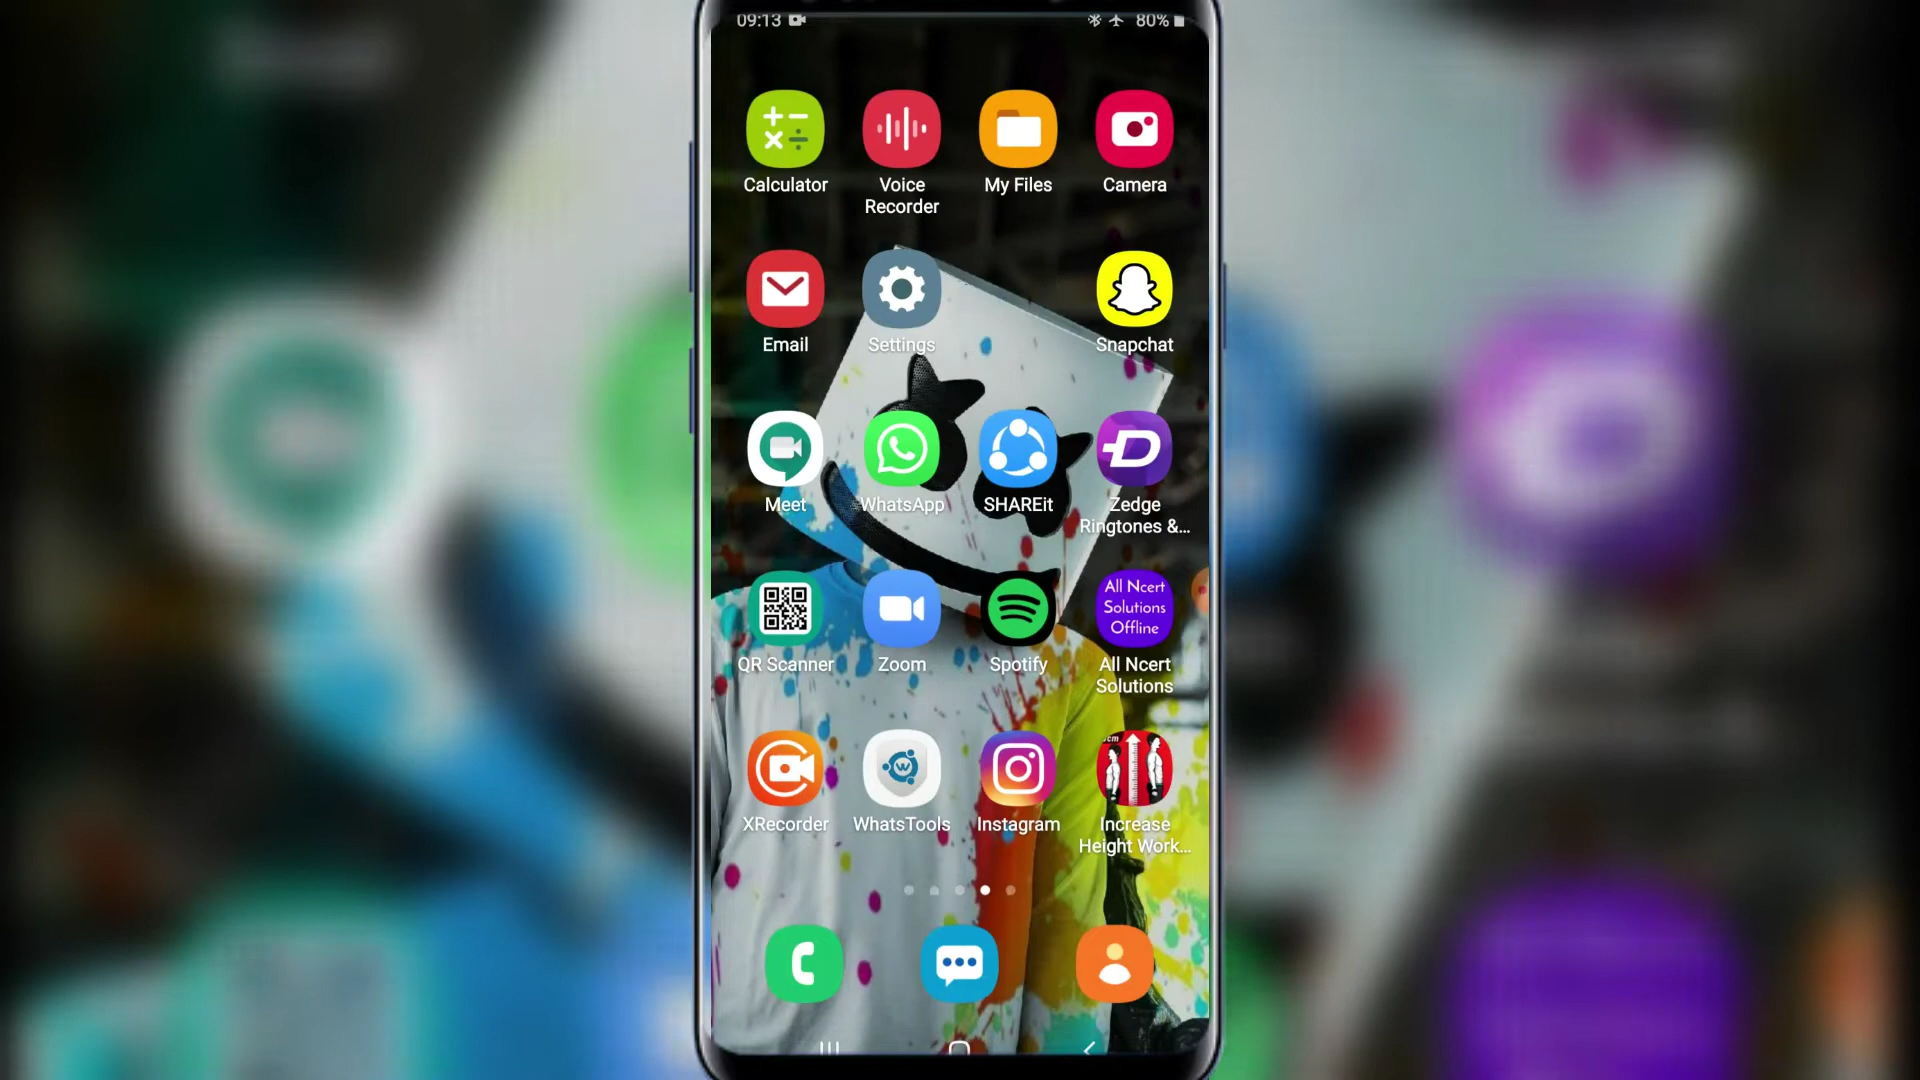 09:13
80%
Calculator
Voice
Recorder
My Files
Camera
Email
Settings
Snapchat
Meet
WhatsApp
SHAREit
Zedge
Ringtones &...
All Ncert
Solutions
Offline
QR Scanner
Zoom
Spotify
All Ncert
Solutions
cm
W
XRecorder
WhatsTools
Instagram
Increase
Height Work...